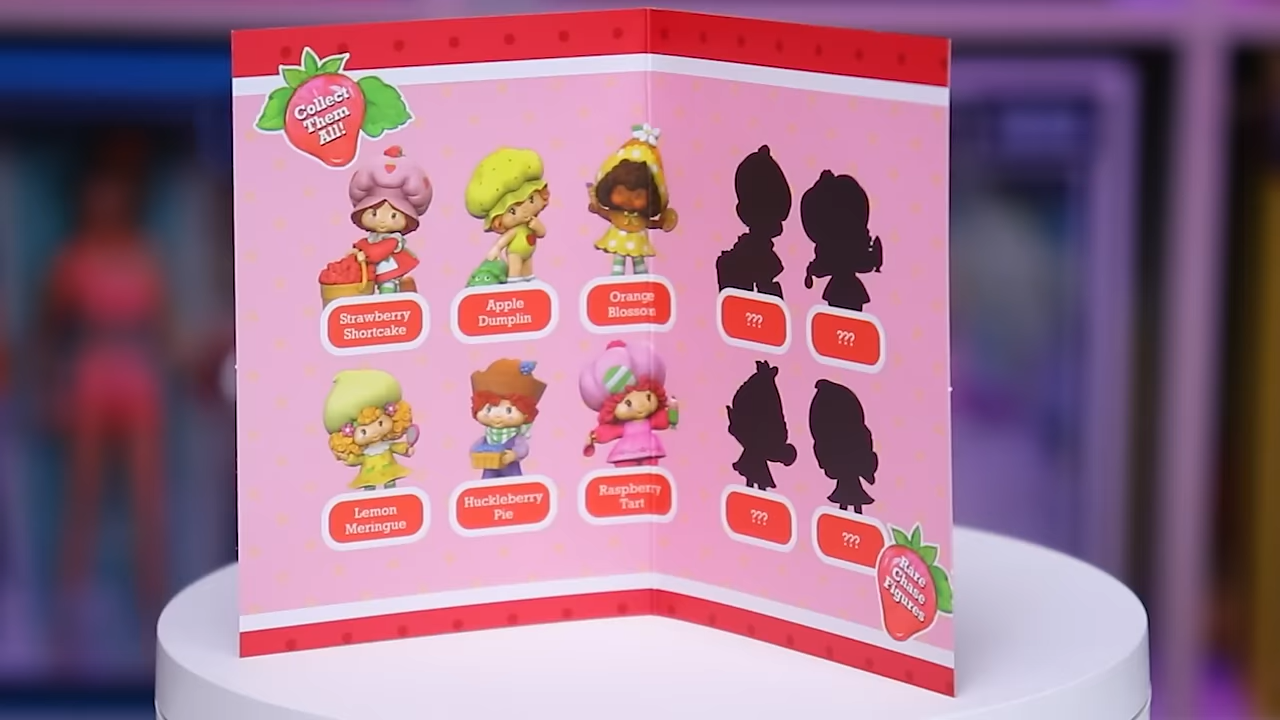 Collect
Them
All!
Strawberry
Shortcake
Apple
Dumplin
Orange
Blossom
???
???
Lemon
Meringue
Huckleberry
Pie
Raspberry
Tart
???
???
Rare
Chase
Figures